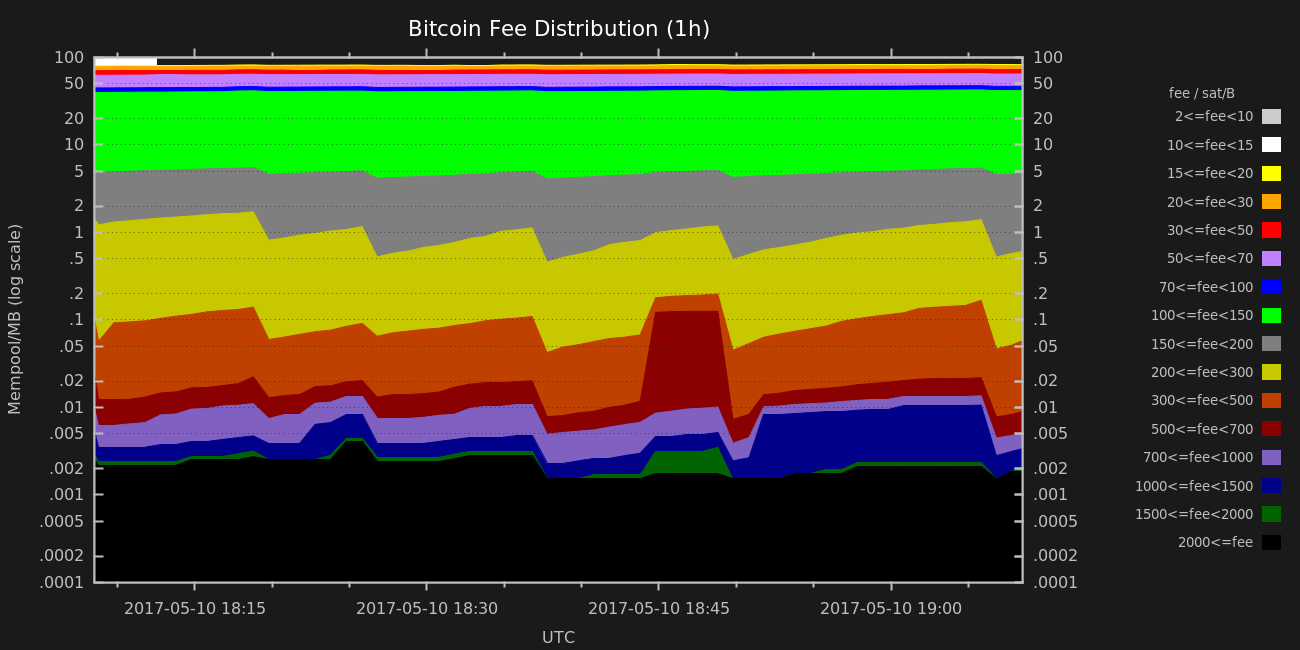 Bitcoin Fee Distribution (1h)
Mempool/MB (log scale)
100
50
20
10
5
2
1
.5
.2
.1
.05
.02
.01
.005
.002
.001
.0005
.0002
.0001
100
50
20
10
5
2
1
.5
.2
.1
.05
.02
.01
.005
.002
.001
.0005
.0002
.0001
2017-05-10 18:15 2017-05-10 18:30 2017-05-10 18:45 2017-05-10 19:00
UTC
fee / sat/B
2<=fee<10
10<=fee<15
15<=fee<20
20<=fee<30
30<=fee<50
50<=fee<70
70<=fee<100
100<=fee<150
150<=fee<200
200<=fee<300
300<=fee<500
500<=fee<700
700<=fee<1000
1000<=fee<1500
1500<=fee<2000
2000<=fee